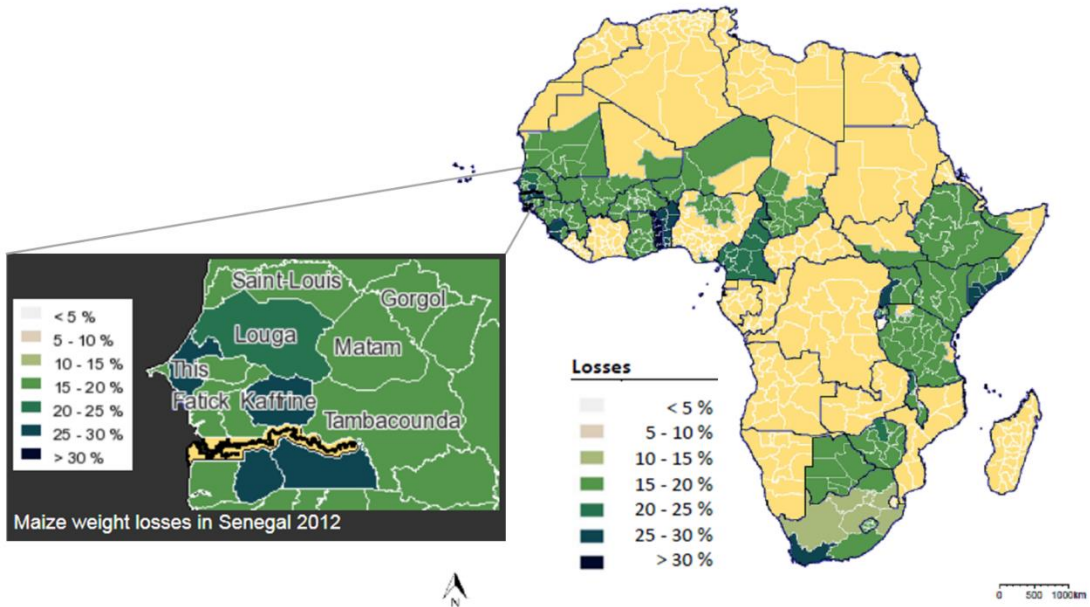 Saint-Louis
Gorgol
Louga
Matam
This
Fatick
Kaffrine
Tambacounda
< 5 %
5 - 10 %
10 - 15 %
15 - 20 %
20 - 25 %
25 - 30 %
> 30 %
Maize weight losses in Senegal 2012
Losses
< 5 %
5 - 10 %
10 - 15 %
15 - 20 %
20 - 25 %
25 - 30 %
> 30 %
N
0 500 1000km